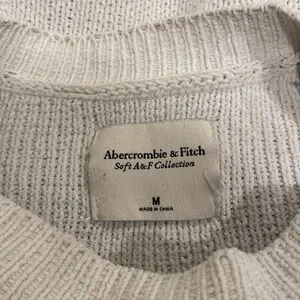 Abercrombie & Fitch
Soft A&F Collection
M
MADE IN CHINA